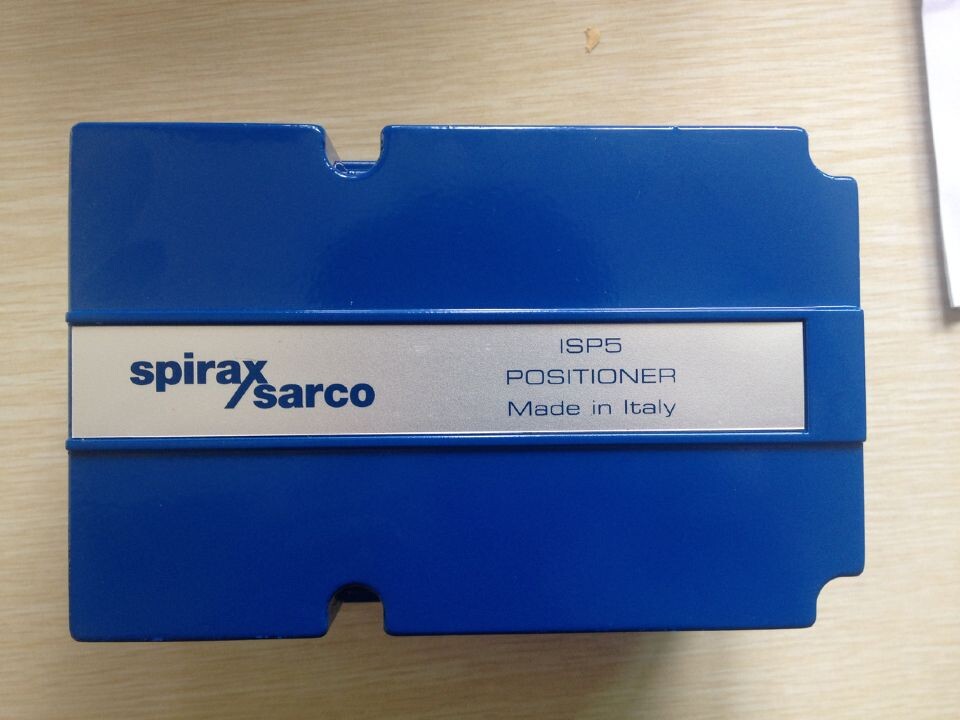 spirax
sarco
ISP5
POSITIONER
Made in Italy